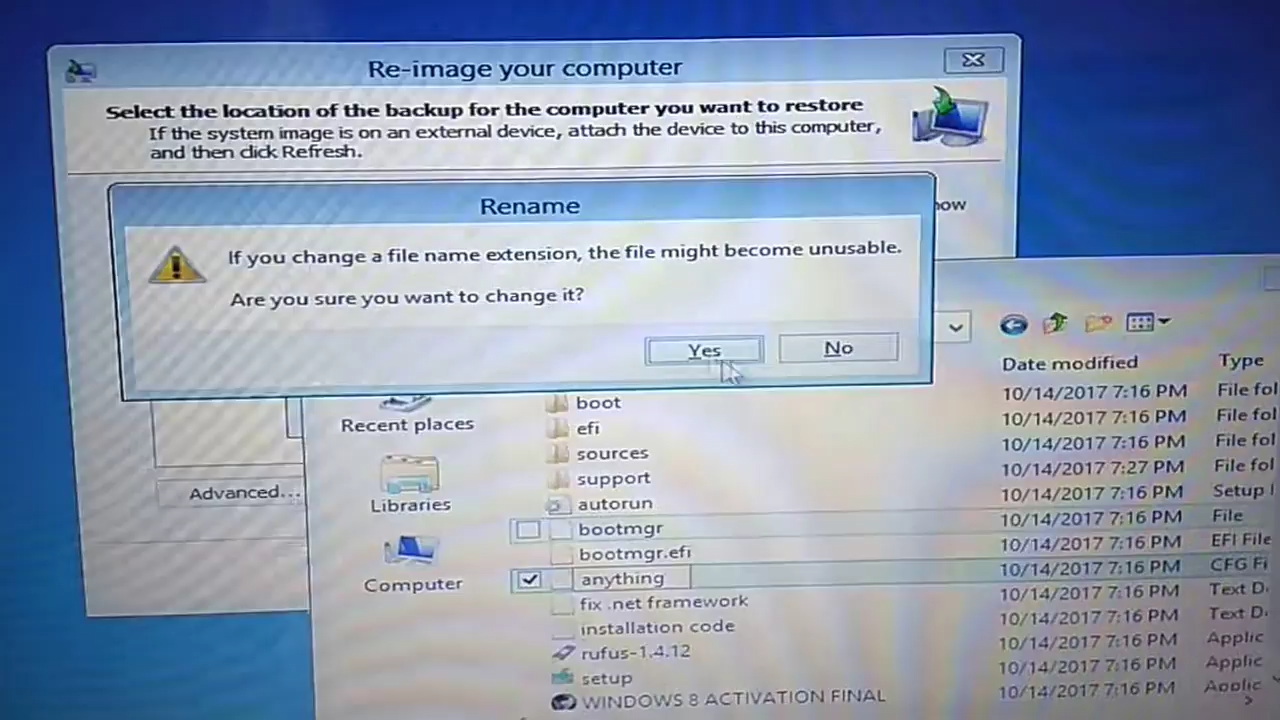 Re-image your computer
Select the location of the backup for the computer you want to restore
If the system image is on an external device, attach the device to this computer,
and then click Refresh.
Rename
If you change a file name extension, the file might become unusable.
Are you sure you want to change it?
Yes
No
Date modified
Type
Recent places
Libraries
Computer
Advanced...
boot 10/14/2017 7:16 PM File fol
efi 10/14/2017 7:16 PM File fol
sources 10/14/2017 7:16 PM File fol
support 10/14/2017 7:27 PM File fol
autorun 10/14/2017 7:16 PM Setup I
bootmgr 10/14/2017 7:16 PM File
bootmgr.efi 10/14/2017 7:16 PM EFI File
anything 10/14/2017 7:16 PM CFG Fi
fix .net framework 10/14/2017 7:16 PM Text D
installation code 10/14/2017 7:16 PM Text D
rufus-1.4.12 10/14/2017 7:16 PM Applic
setup 10/14/2017 7:16 PM Applic
WINDOWS 8 ACTIVATION FINAL 10/14/2017 7:16 PM Applic